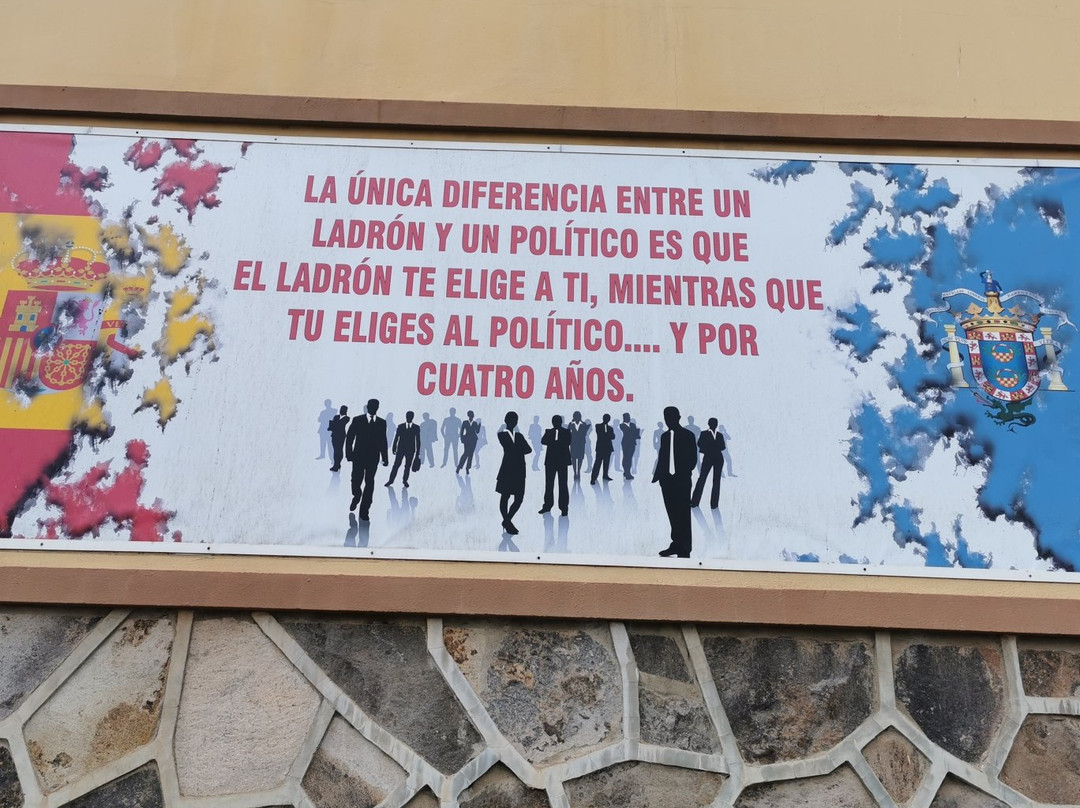 LA ÚNICA DIFERENCIA ENTRE UN
LADRÓN Y UN POLÍTICO ES QUE
EL LADRÓN TE ELIGE A TI, MIENTRAS QUE
TU ELIGES AL POLÍTICO.... Y POR
CUATRO AÑOS.